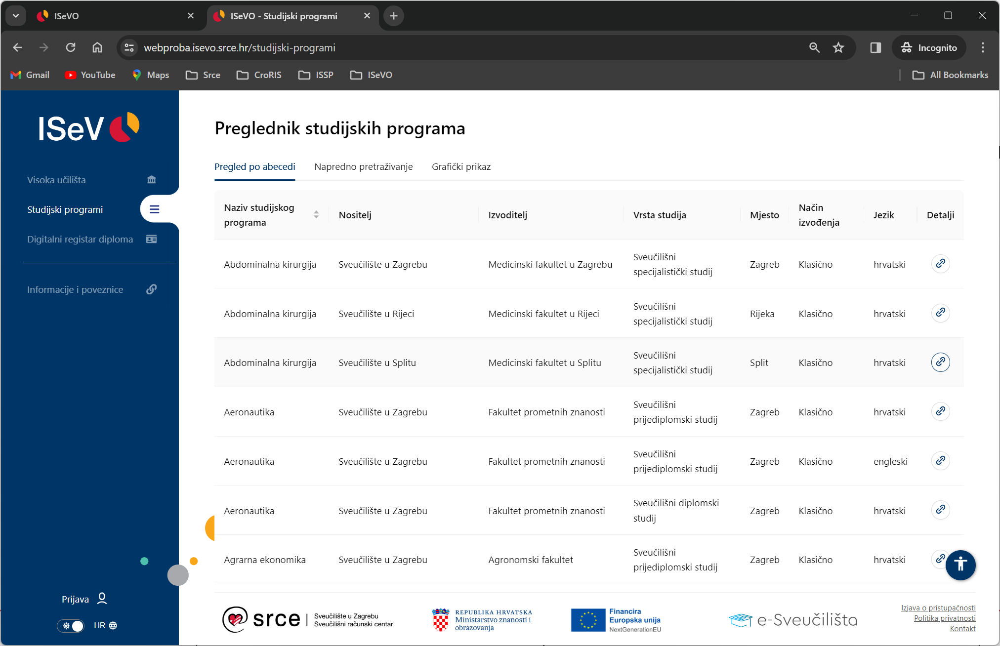 ISeVO
ISeVO - Studijski programi
webproba.isevo.srce.hr/studijski-programi
Incognito
Gmail
YouTube
Maps
Srce
CroRIS
ISSP
ISeVO
All Bookmarks
ISeV
Visoka učilišta
Studijski programi
Digitalni registar diploma
Informacije i poveznice
Prijava
HR
Preglednik studijskih programa
Pregled po abecedi
Napredno pretraživanje
Grafički prikaz
Naziv studijskog
programa
Nositelj
Izvoditelj
Vrsta studija
Mjesto
Način
izvođenja
Jezik
Detalji
Abdominalna kirurgija
Sveučilište u Zagrebu
Medicinski fakultet u Zagrebu
Sveučilišni
specijalistički studij
Zagreb
Klasično
hrvatski
Abdominalna kirurgija
Sveučilište u Rijeci
Medicinski fakultet u Rijeci
Sveučilišni
specijalistički studij
Rijeka
Klasično
hrvatski
Abdominalna kirurgija
Sveučilište u Splitu
Medicinski fakultet u Splitu
Sveučilišni
specijalistički studij
Split
Klasično
hrvatski
Aeronautika
Sveučilište u Zagrebu
Fakultet prometnih znanosti
Sveučilišni
prijediplomski studij
Zagreb
Klasično
hrvatski
Aeronautika
Sveučilište u Zagrebu
Fakultet prometnih znanosti
Sveučilišni
prijediplomski studij
Zagreb
Klasično
engleski
Aeronautika
Sveučilište u Zagrebu
Fakultet prometnih znanosti
Sveučilišni diplomski
studij
Zagreb
Klasično
hrvatski
Agrarna ekonomika
Sveučilište u Zagrebu
Agronomski fakultet
Sveučilišni
prijediplomski studij
Zagreb
Klasično
hrvatski
srce
Sveučilište u Zagrebu
Sveučilišni računski centar
REPUBLIKA HRVATSKA
Ministarstvo znanosti i
obrazovanja
Financira
Europska unija
NextGenerationEU
e-Sveučilišta
Izjava o pristupačnosti
Politika privatnosti
Kontakt